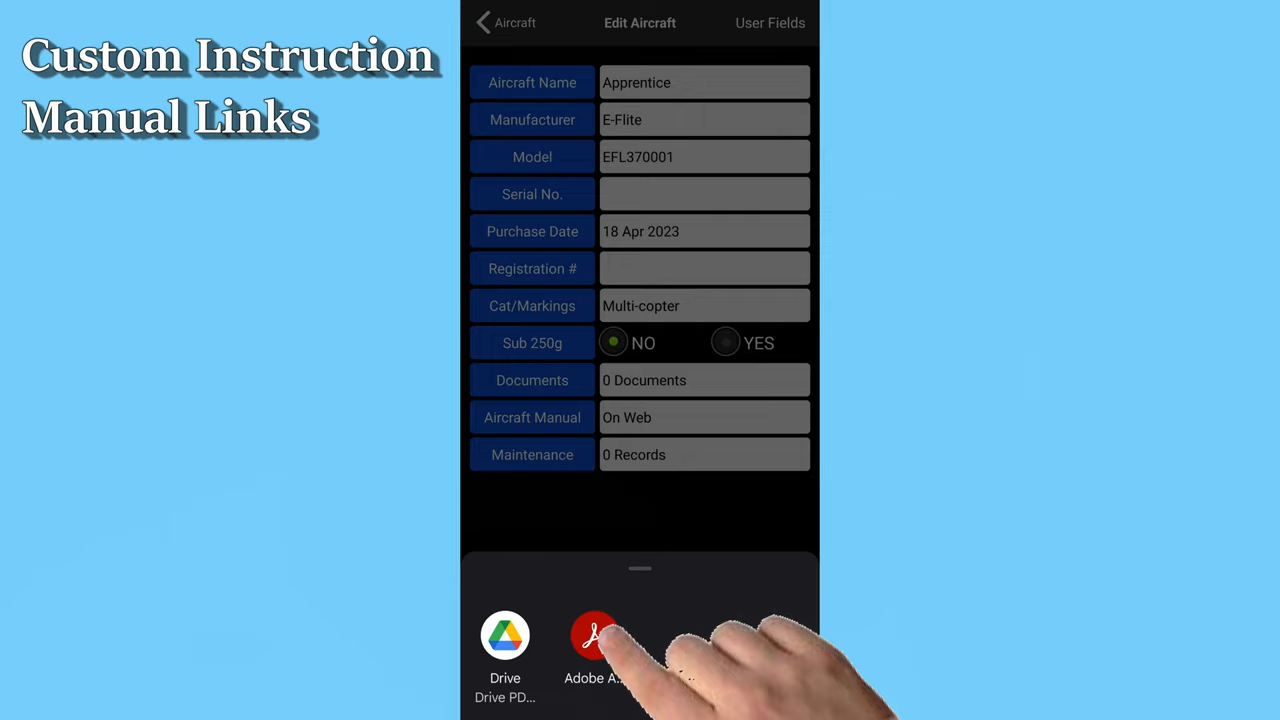 Custom Instruction
Manual Links
Aircraft
Edit Aircraft
User Fields
Aircraft Name
Apprentice
Manufacturer
E-Flite
Model
EFL370001
Serial No.
Purchase Date
18 Apr 2023
Registration #
Cat/Markings
Multi-copter
Sub 250g
NO
YES
Documents
0 Documents
Aircraft Manual
On Web
Maintenance
0 Records
Drive
Drive PD...
Adobe A..